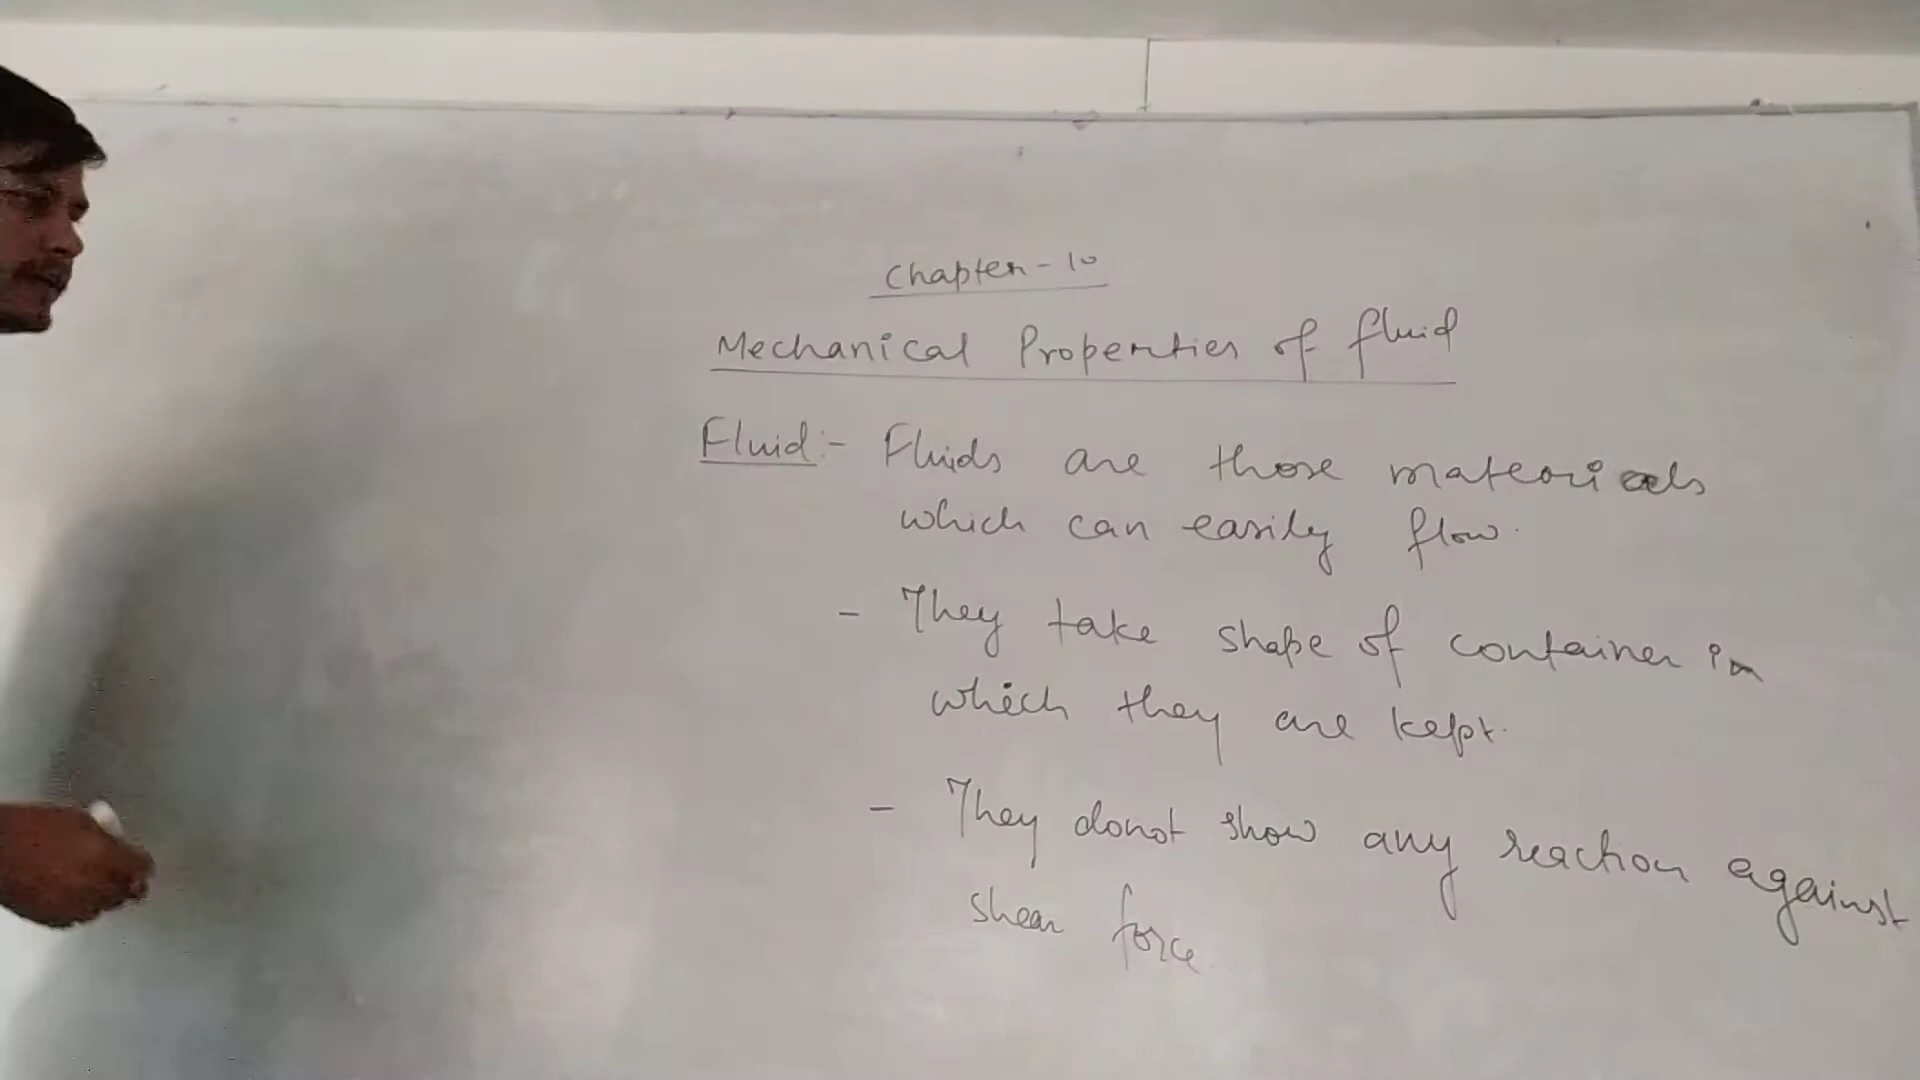 Chapter - 10
Mechanical Properties of fluid
Fluid :- Fluids are those materials
which can easily flow.
- They take shape of container in
which they are kept.
- They donot show any reaction against
shear force